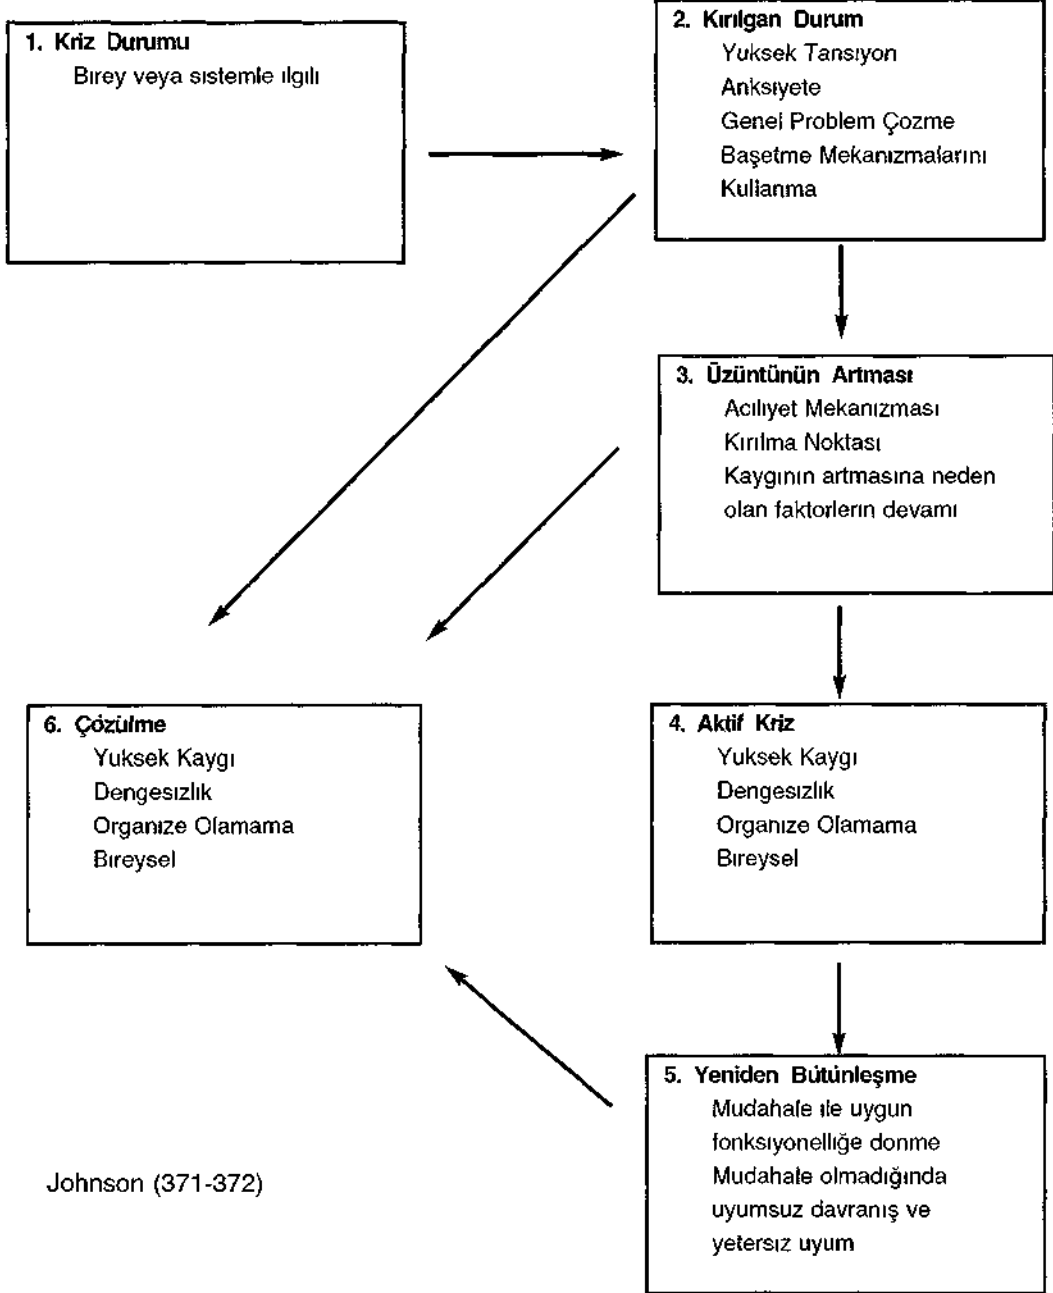 1. Kriz Durumu
Birey veya sistemle ılgılı
2. Kırılgan Durum
Yuksek Tansıyon
Anksıyete
Genel Problem Çozme
Başetme Mekanızmalarını
Kullanma
3. Üzüntünün Artması
Acılıyet Mekanızması
Kırılma Noktası
Kaygının artmasına neden
olan faktorlerın devamı
6. Çözülme
Yuksek Kaygı
Dengesızlık
Organıze Olamama
Bıreysel
4. Aktif Kriz
Yuksek Kaygı
Dengesızlık
Organıze Olamama
Bıreysel
5. Yeniden Bütünleşme
Mudahale ıle uygun
fonksıyonellığe donme
Mudahale olmadığında
uyumsuz davranış ve
yetersız uyum
Johnson (371-372)